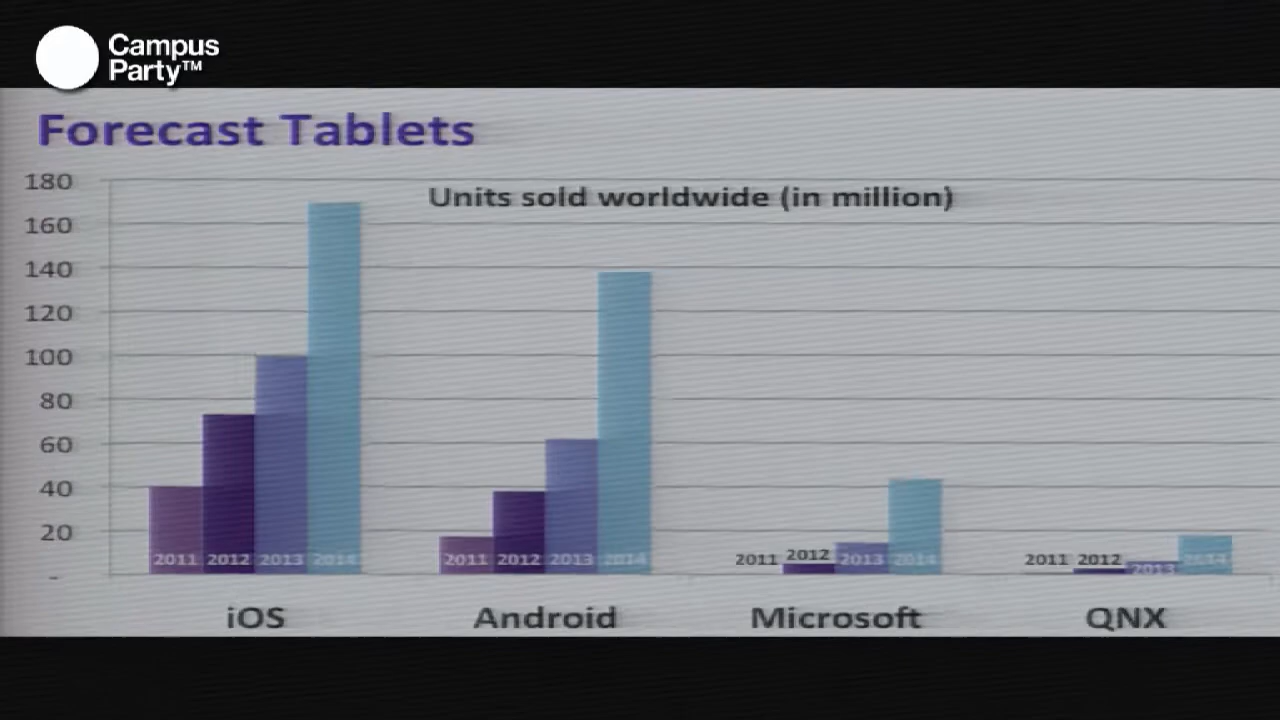 Campus
Party™
Forecast Tablets
Units sold worldwide (in million)
180
160
140
120
100
80
60
40
20
-
2011 2012 2013 2014
2011 2012 2013 2014
2011 2012 2013 2014
2011 2012 2013 2014
iOS Android Microsoft QNX